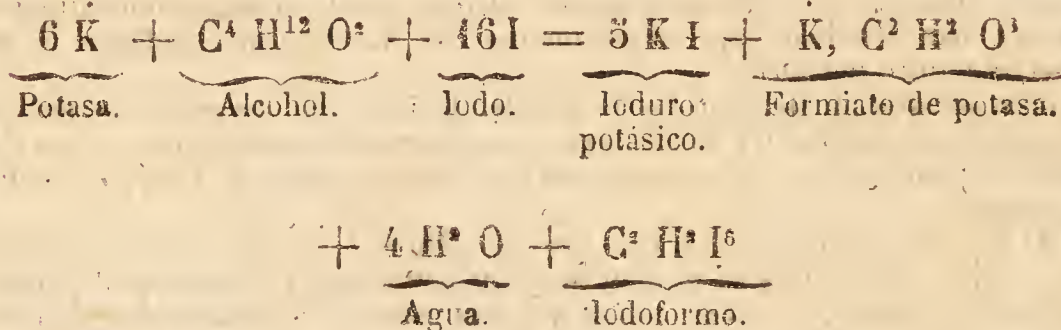 6 K̇ + C⁴ H¹² O² + 16 I = 5 K I + K̇, C² H² O³
Potasa. Alcohol. Iodo. Ioduro Formiato de potasa.
potásico.
+ 4 H² O + C² H² I⁶
Agua. Iodoformo.